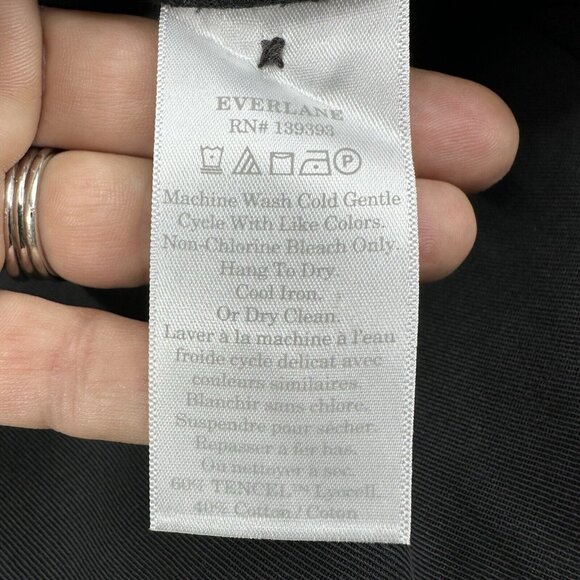 EVERLANE
RN# 139393
P
Machine Wash Cold Gentle
Cycle With Like Colors.
Non-Chlorine Bleach Only.
Hang To Dry.
Cool Iron.
Or Dry Clean.
Laver à la machine à l'eau
froide cycle delicat avec
couleurs similaires.
Blanchir sans chlore.
Suspendre pour sécher.
Repasser à fer bas.
Ou nettoyer à sec.
60% TENCEL™ Lyocell.
40% Cotton / Coton